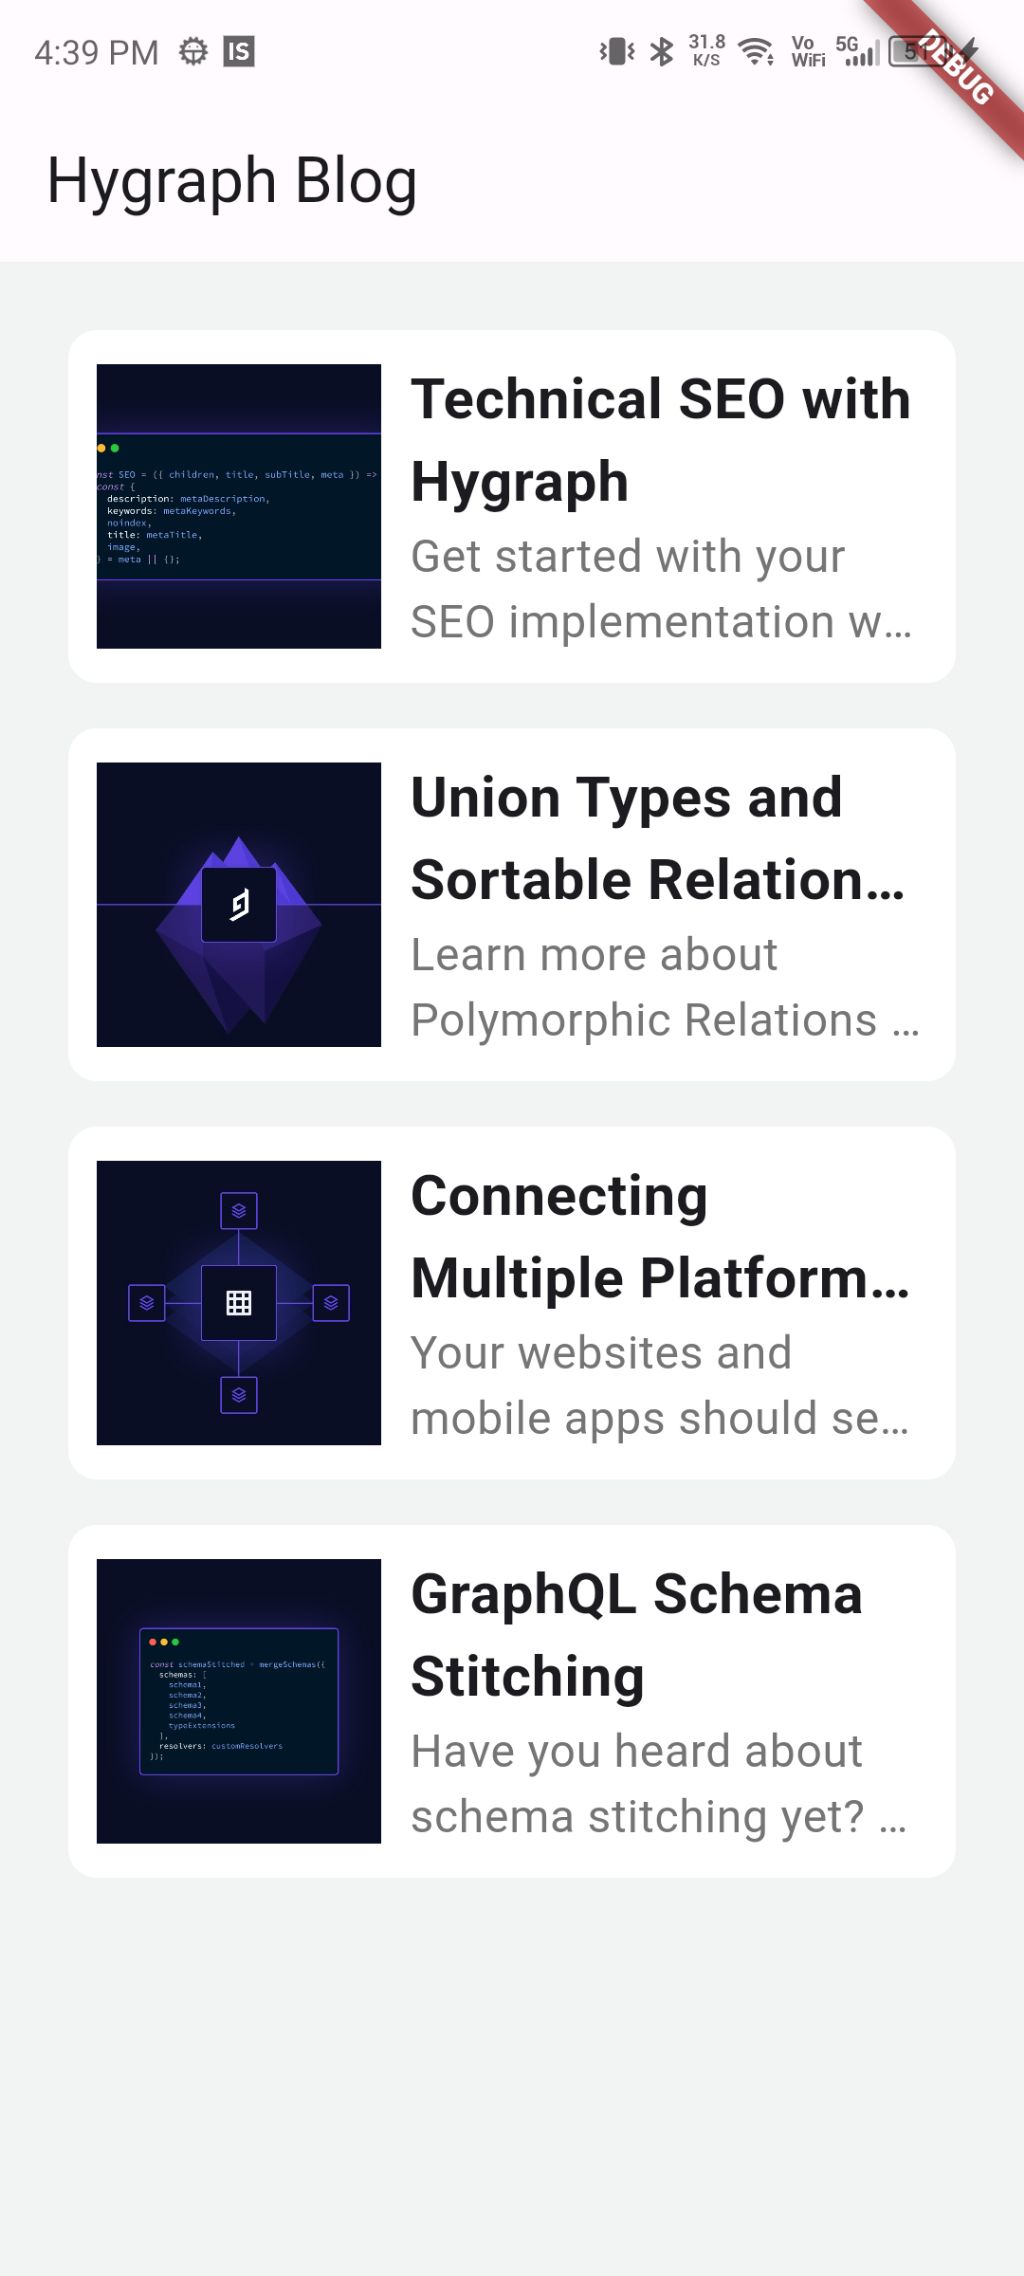 4:39 PM IS 31.8 K/S Vo WiFi 5G
DEBUG
Hygraph Blog
Technical SEO with
Hygraph
Get started with your
SEO implementation w…
nst SEO = ({ children, title, subTitle, meta }) =>
const {
description: metaDescription,
keywords: metaKeywords,
noindex,
title: metaTitle,
image,
} = meta || {};
Union Types and
Sortable Relation…
Learn more about
Polymorphic Relations …
Connecting
Multiple Platform…
Your websites and
mobile apps should se…
GraphQL Schema
Stitching
Have you heard about
schema stitching yet? …
const schemaStitched = mergeSchemas({
schemas: [
schema1,
schema2,
schema3,
schema4,
typeExtensions
],
resolvers: customResolvers
});